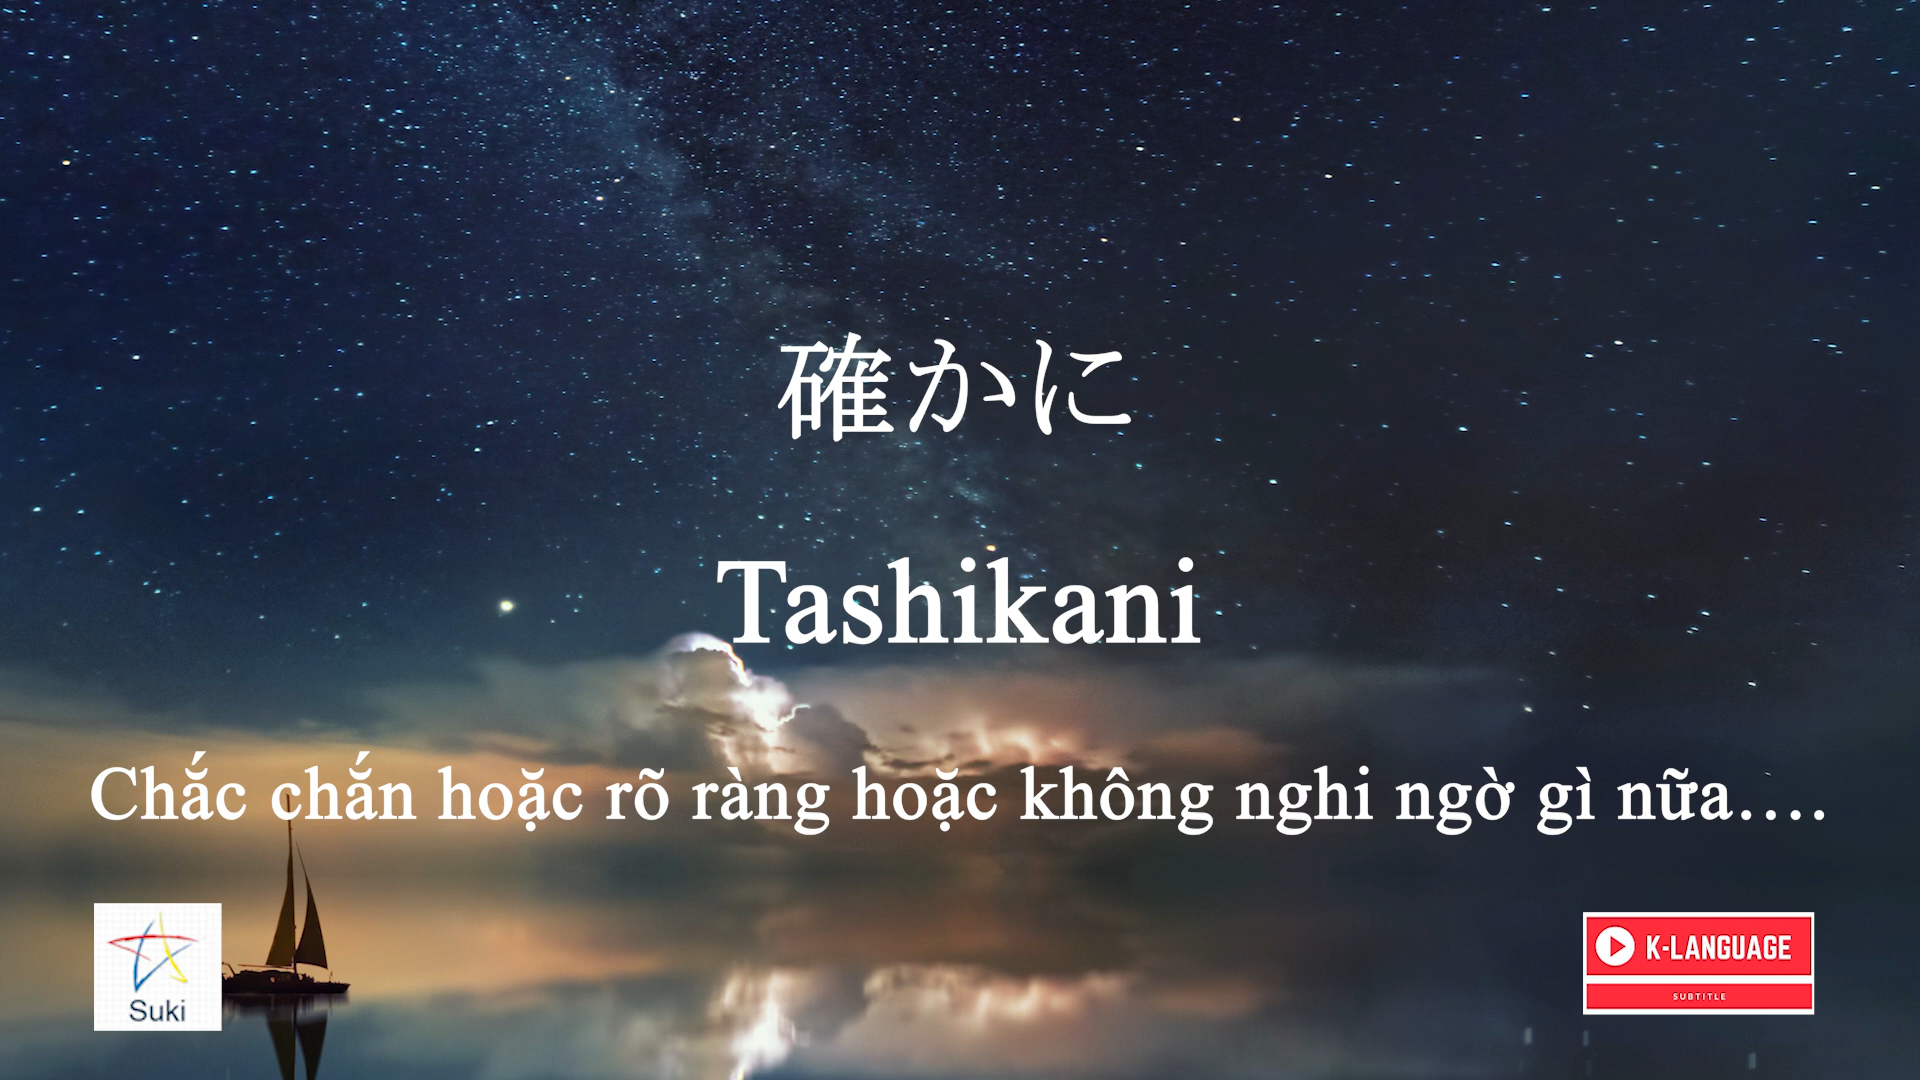 確かに
Tashikani
Chắc chắn hoặc rõ ràng hoặc không nghi ngờ gì nữa....
Suki
K-LANGUAGE
SUBTITLE